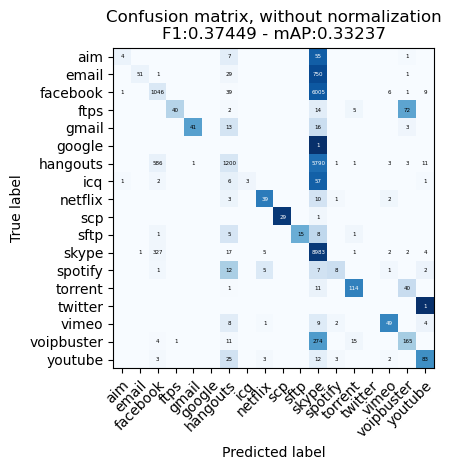 Confusion matrix, without normalization
F1:0.37449 - mAP:0.33237
True label
aim 4 7 55 1
email 51 1 29 750 1
facebook 1 1046 39 6005 6 1 9
ftps 40 2 14 5 72
gmail 41 1 13 16 3
google 1
hangouts 586 1200 5790 1 1 3 3 11
icq 1 2 6 3 57 1
netflix 3 39 10 1 2
scp 29 1
sftp 1 5 15 8 1
skype 1 327 17 5 8983 1 2 2 4
spotify 1 12 5 7 8 1 2
torrent 1 11 114 40
twitter 1
vimeo 8 1 9 2 49 4
voipbuster 4 1 11 274 15 165
youtube 3 25 3 12 3 2 85
aim email facebook ftps gmail google hangouts icq netflix scp sftp skype spotify torrent twitter vimeo voipbuster youtube
Predicted label